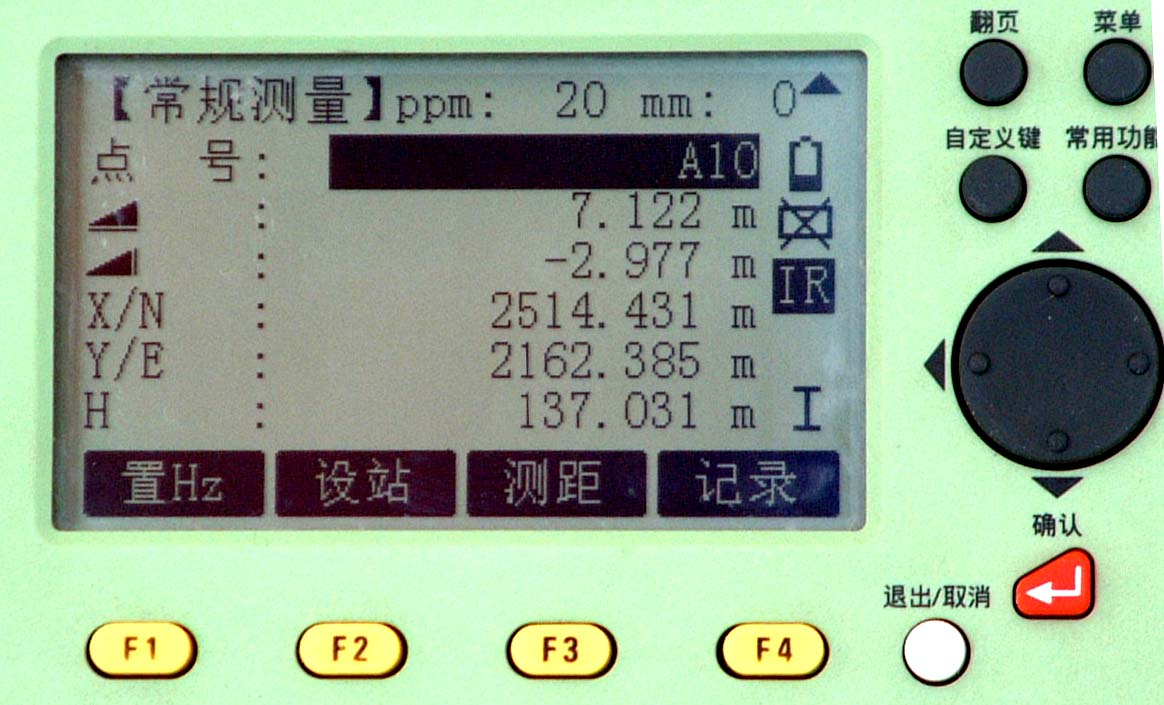 翻页 菜单
【常规测量】ppm: 20 mm: 0
自定义键 常用功能
点 号: A10
: 7.122 m
: -2.977 m
IR
X/N : 2514.431 m
Y/E : 2162.385 m
H : 137.031 m I
置Hz 设站 测距 记录
确认
退出/取消
F1 F2 F3 F4